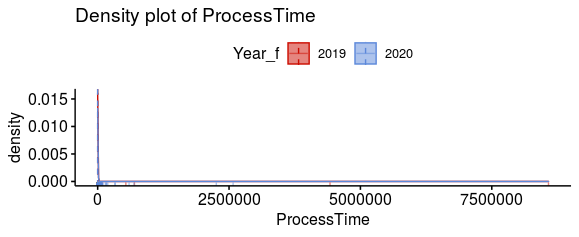 Density plot of ProcessTime
Year_f 2019 2020
0.015
0.010
0.005
0.000
density
0 2500000 5000000 7500000
ProcessTime